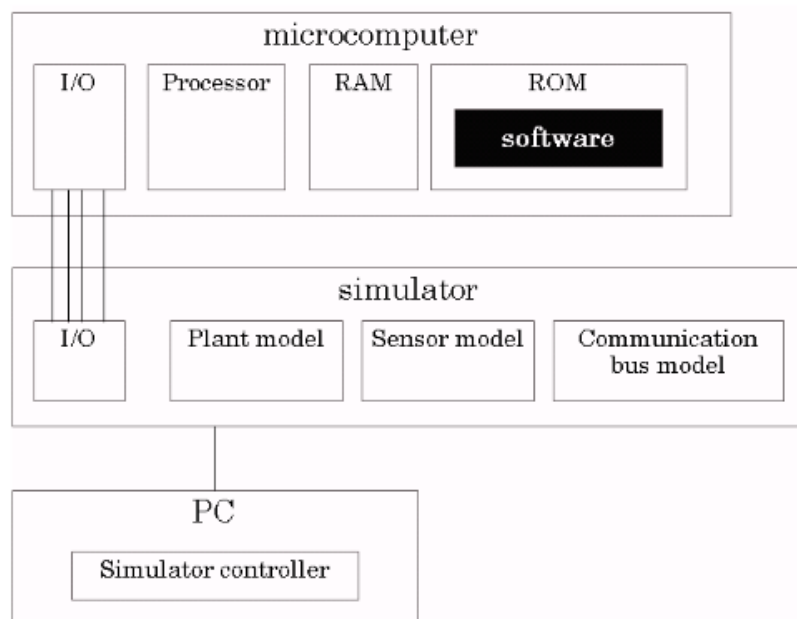 microcomputer
I/O
Processor
RAM
ROM
software
simulator
I/O
Plant model
Sensor model
Communication
bus model
PC
Simulator controller